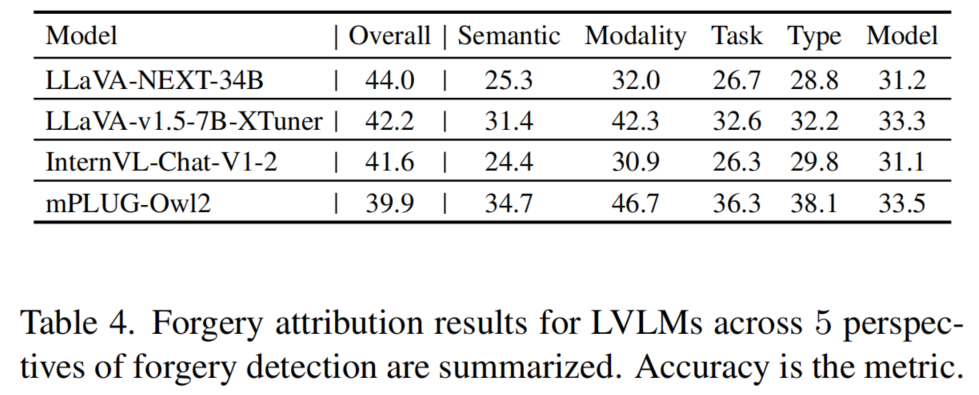 Model | Overall | Semantic Modality Task Type Model
LLaVA-NEXT-34B | 44.0 | 25.3 32.0 26.7 28.8 31.2
LLaVA-v1.5-7B-XTuner | 42.2 | 31.4 42.3 32.6 32.2 33.3
InternVL-Chat-V1-2 | 41.6 | 24.4 30.9 26.3 29.8 31.1
mPLUG-Owl2 | 39.9 | 34.7 46.7 36.3 38.1 33.5
Table 4. Forgery attribution results for LVLMs across 5 perspec-
tives of forgery detection are summarized. Accuracy is the metric.